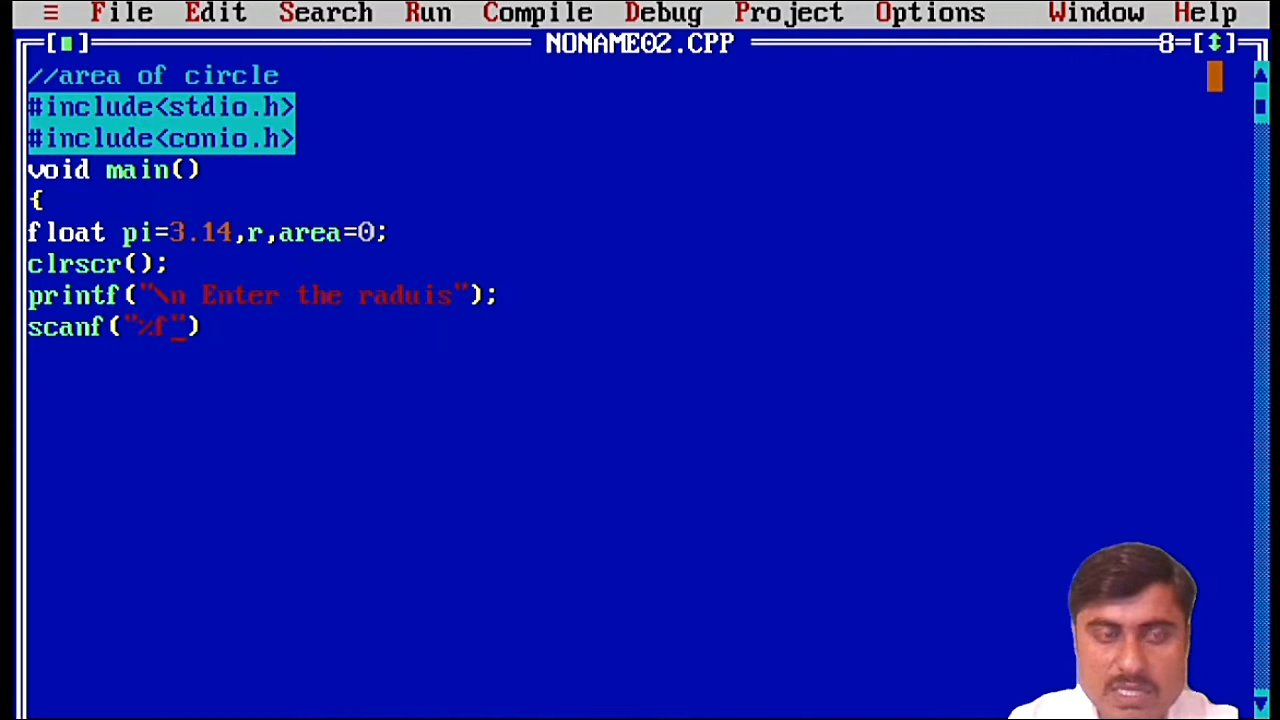 ≡ File Edit Search Run Compile Debug Project Options Window Help
[■] NONAME02.CPP 8=[↕]
//area of circle
#include<stdio.h>
#include<conio.h>
void main()
{
float pi=3.14,r,area=0;
clrscr();
printf("\n Enter the raduis");
scanf("%f")